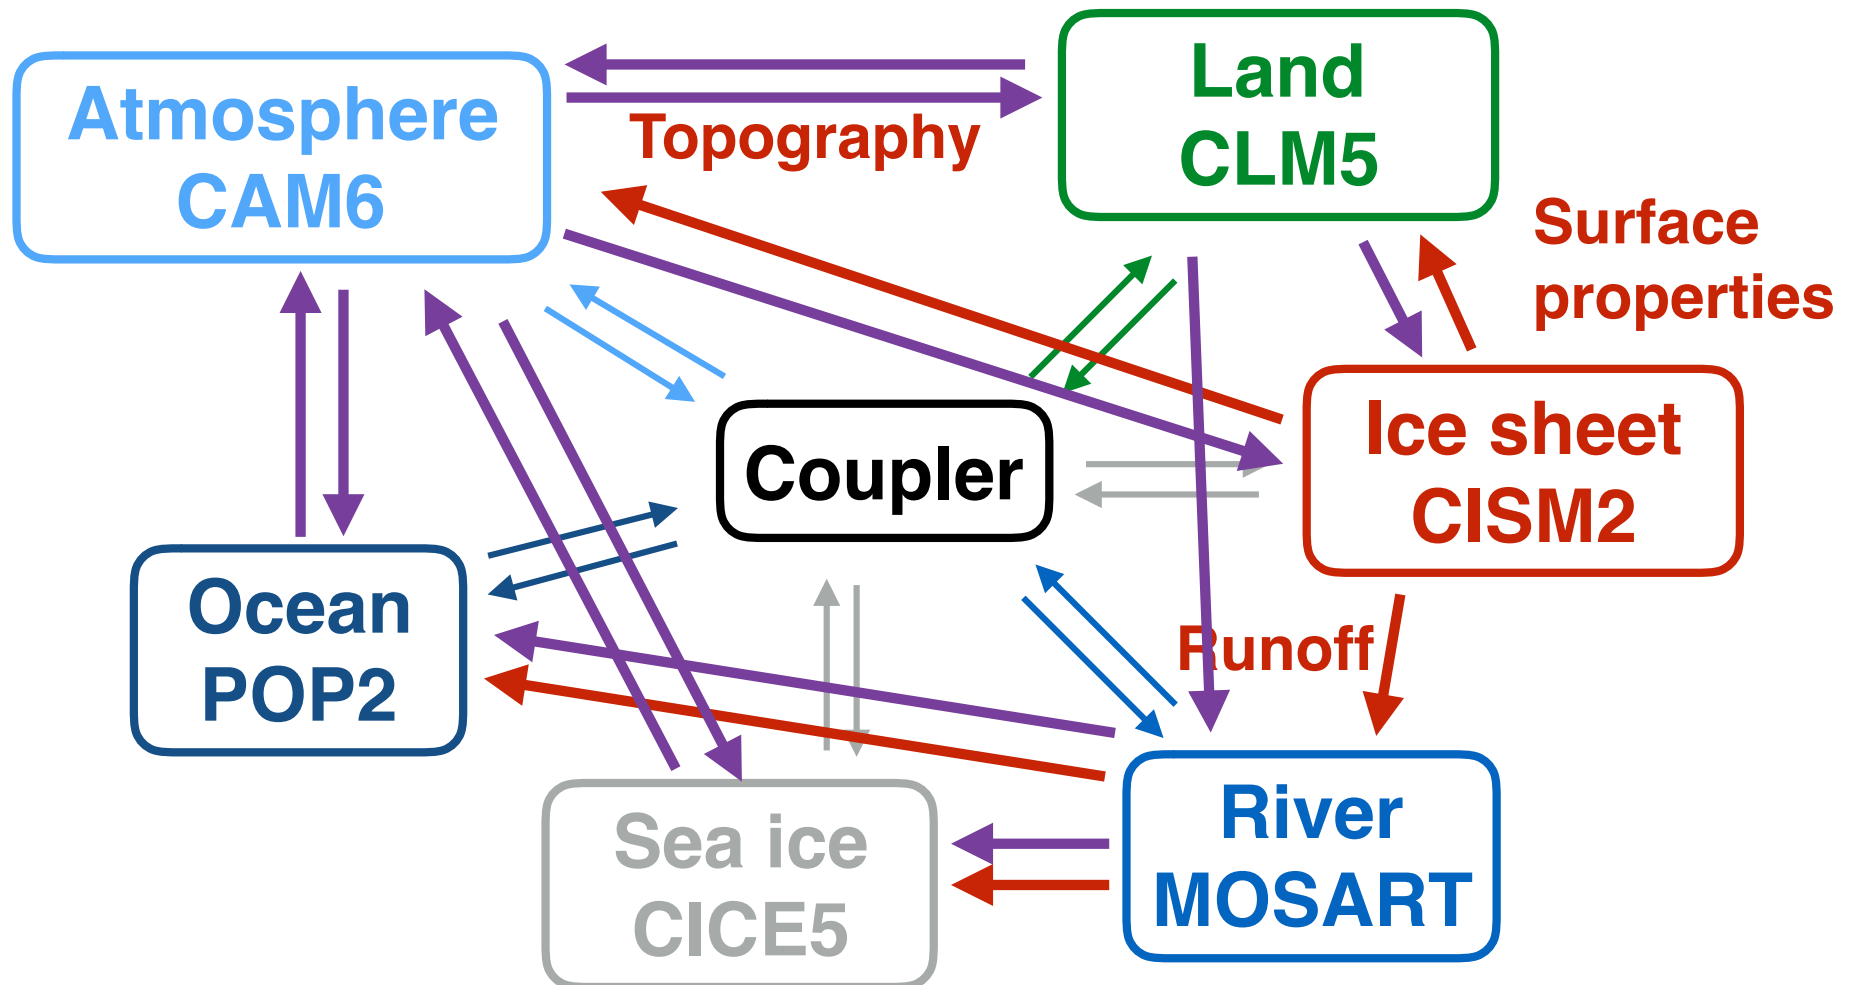 Atmosphere
CAM6
Topography
Land
CLM5
Surface
properties
Coupler
Ice sheet
CISM2
Ocean
POP2
Runoff
Sea ice
CICE5
River
MOSART